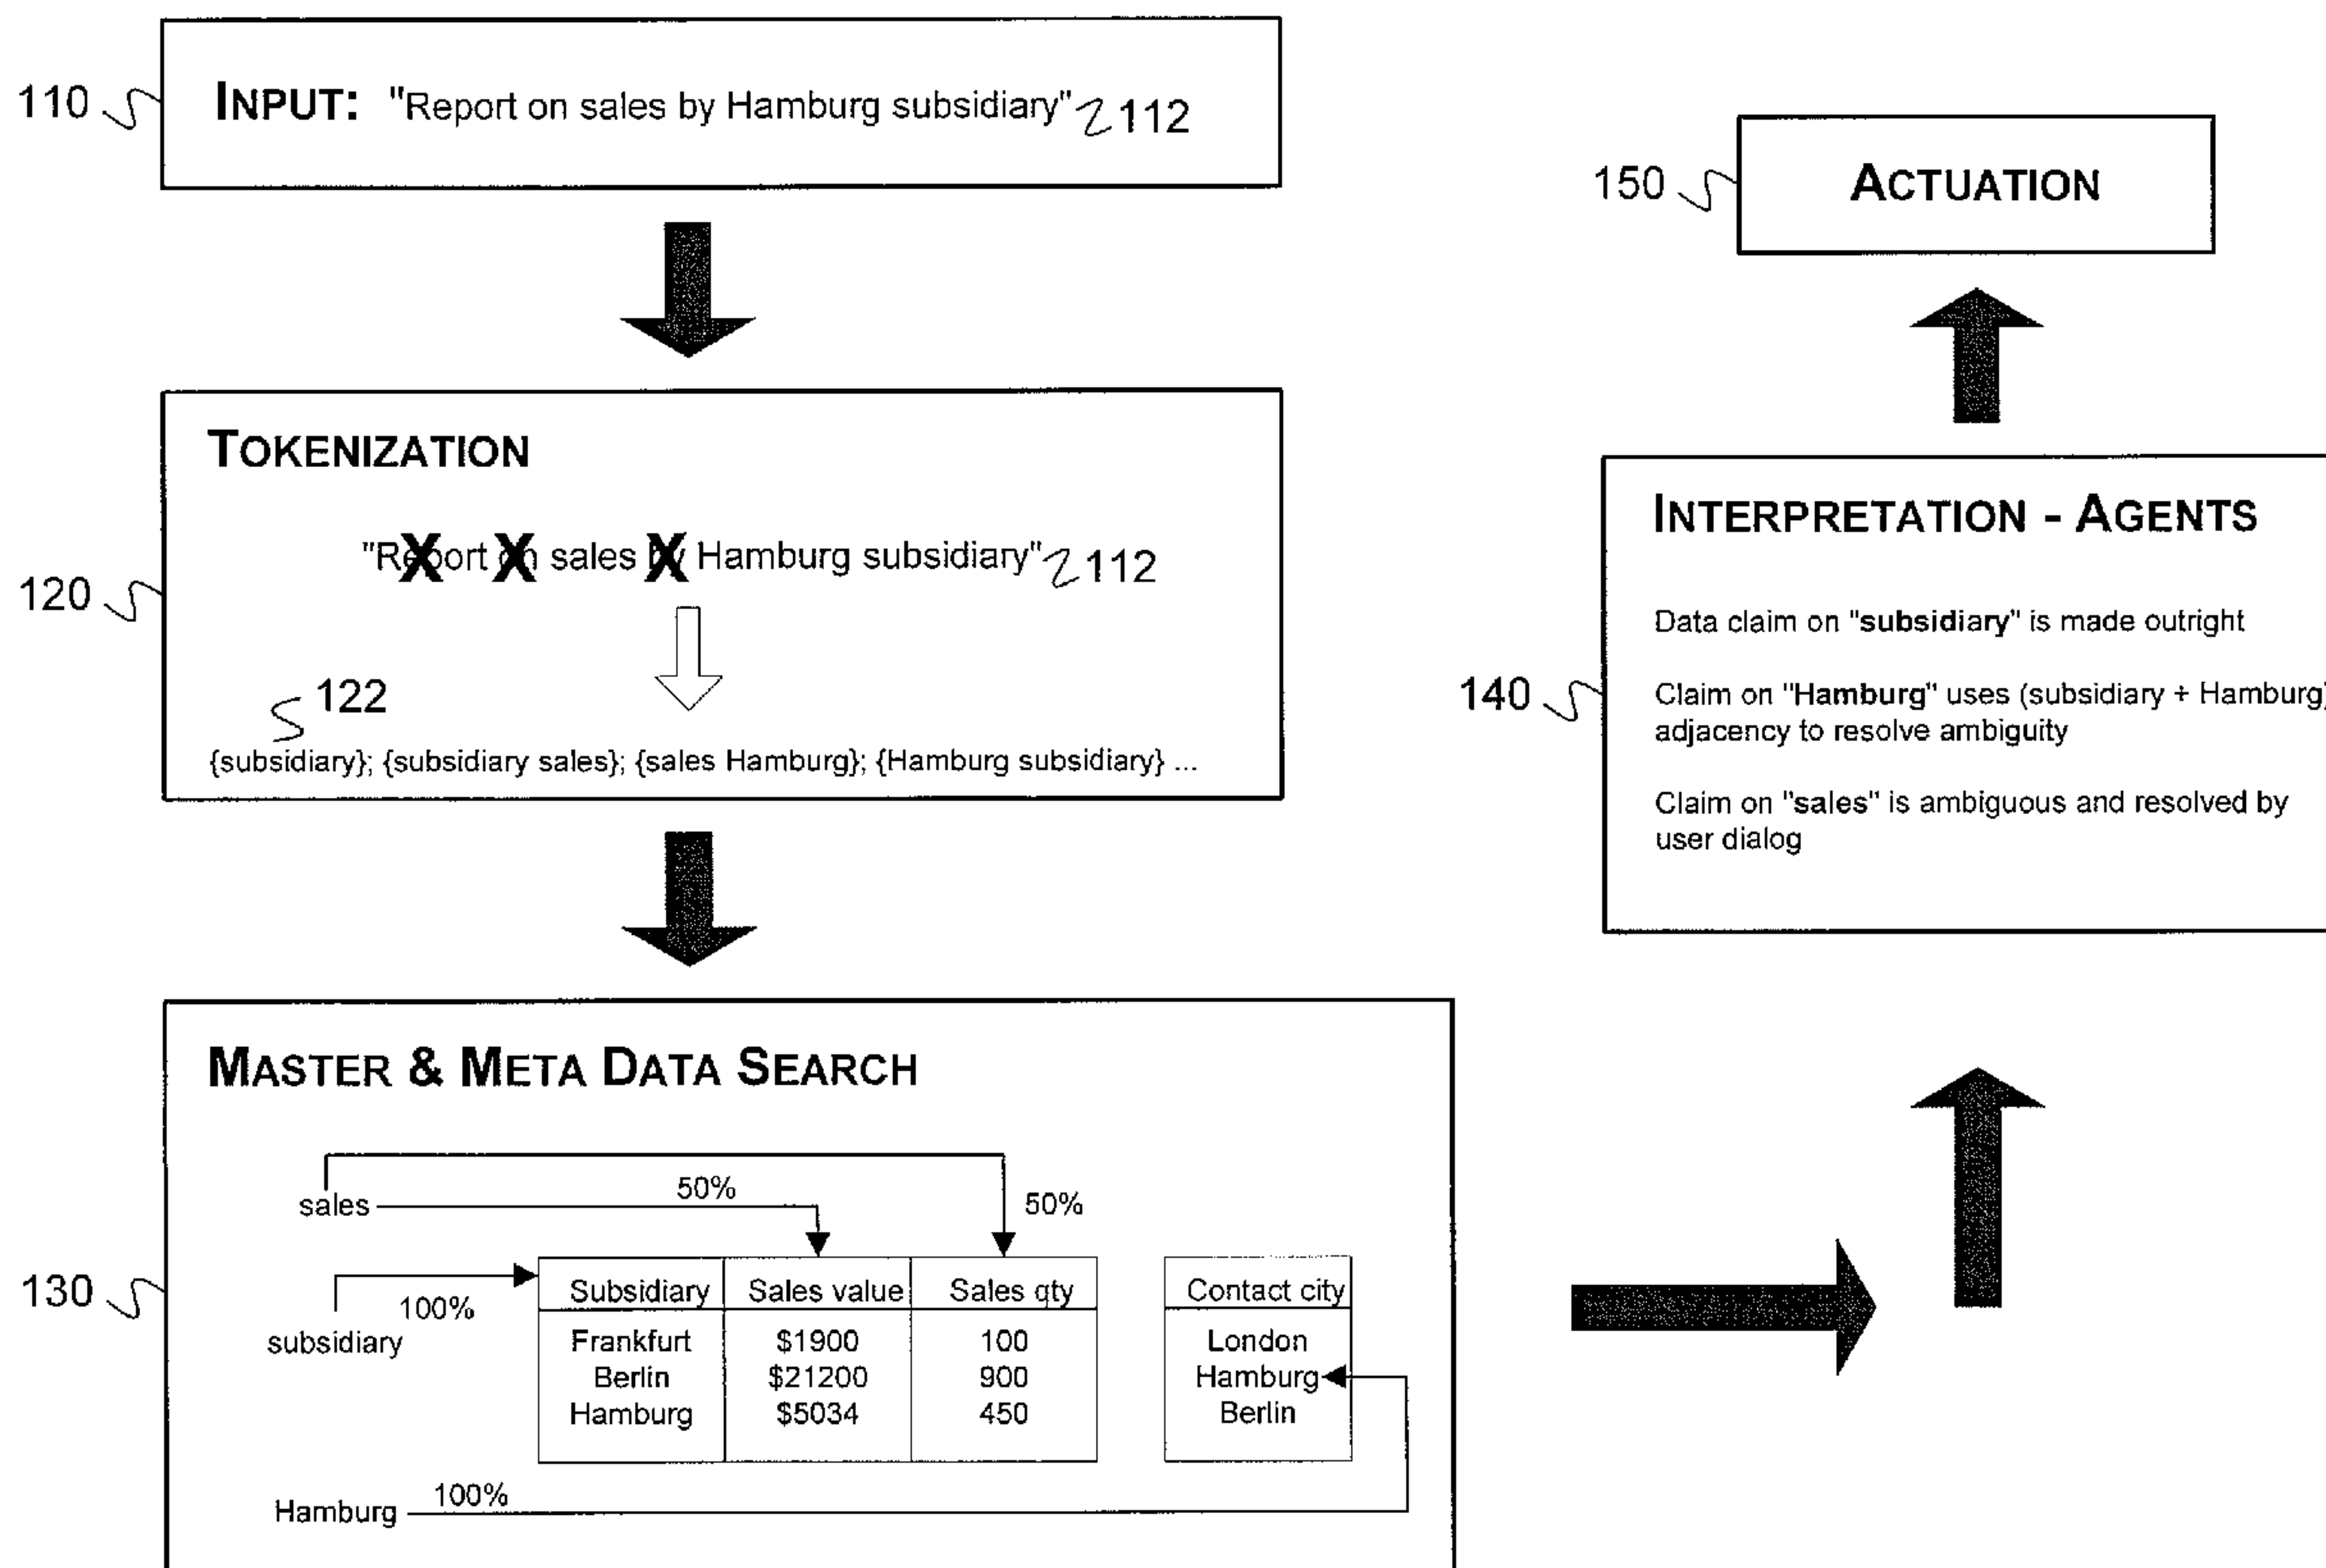 110
INPUT: "Report on sales by Hamburg subsidiary" 112
120
TOKENIZATION
"Report on sales by Hamburg subsidiary" 112
122
{subsidiary}; {subsidiary sales}; {sales Hamburg}; {Hamburg subsidiary} ...
130
MASTER & META DATA SEARCH
sales
50%
50%
subsidiary
100%
Subsidiary Sales value Sales qty
Frankfurt $1900 100
Berlin $21200 900
Hamburg $5034 450
Contact city
London
Hamburg
Berlin
Hamburg
100%
150
ACTUATION
140
INTERPRETATION - AGENTS
Data claim on "subsidiary" is made outright
Claim on "Hamburg" uses (subsidiary + Hamburg)
adjacency to resolve ambiguity
Claim on "sales" is ambiguous and resolved by
user dialog